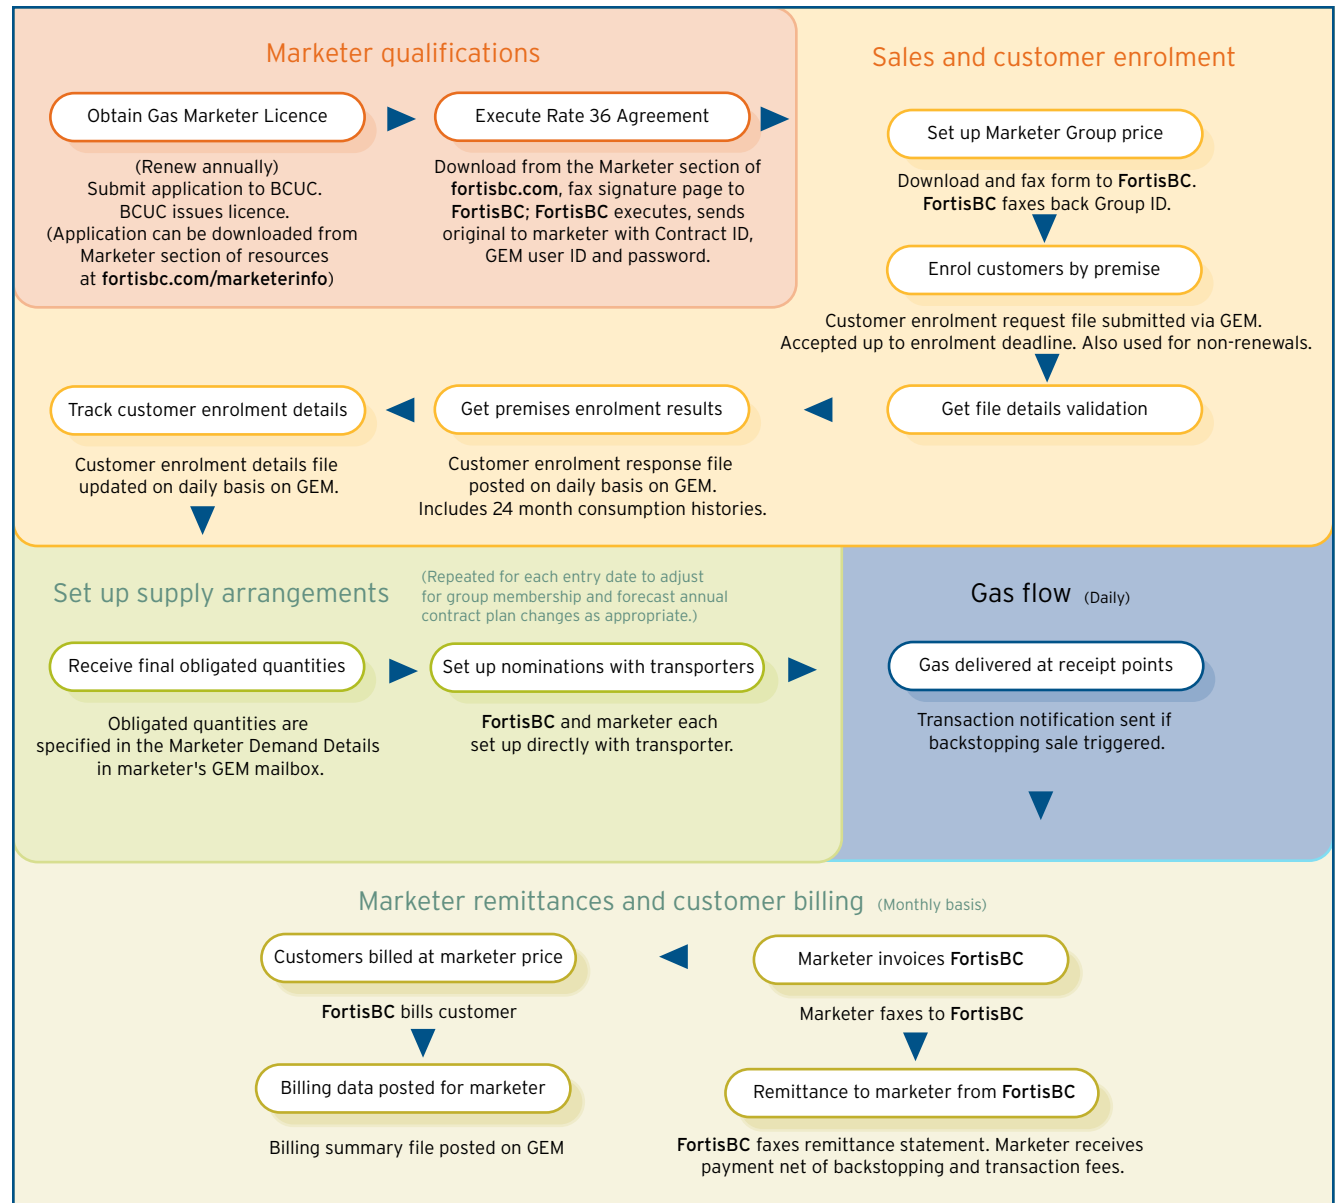 Marketer qualifications
Obtain Gas Marketer Licence
(Renew annually)
Submit application to BCUC.
BCUC issues licence.
(Application can be downloaded from
Marketer section of resources
at fortisbc.com/marketerinfo)
Execute Rate 36 Agreement
Download from the Marketer section of
fortisbc.com, fax signature page to
FortisBC; FortisBC executes, sends
original to marketer with Contract ID,
GEM user ID and password.
Sales and customer enrolment
Set up Marketer Group price
Download and fax form to FortisBC.
FortisBC faxes back Group ID.
Enrol customers by premise
Customer enrolment request file submitted via GEM.
Accepted up to enrolment deadline. Also used for non-renewals.
Get file details validation
Get premises enrolment results
Customer enrolment response file
posted on daily basis on GEM.
Includes 24 month consumption histories.
Track customer enrolment details
Customer enrolment details file
updated on daily basis on GEM.
Set up supply arrangements
(Repeated for each entry date to adjust
for group membership and forecast annual
contract plan changes as appropriate.)
Receive final obligated quantities
Obligated quantities are
specified in the Marketer Demand Details
in marketer's GEM mailbox.
Set up nominations with transporters
FortisBC and marketer each
set up directly with transporter.
Gas flow (Daily)
Gas delivered at receipt points
Transaction notification sent if
backstopping sale triggered.
Marketer remittances and customer billing (Monthly basis)
Marketer invoices FortisBC
Marketer faxes to FortisBC
Remittance to marketer from FortisBC
FortisBC faxes remittance statement. Marketer receives
payment net of backstopping and transaction fees.
Customers billed at marketer price
FortisBC bills customer
Billing data posted for marketer
Billing summary file posted on GEM